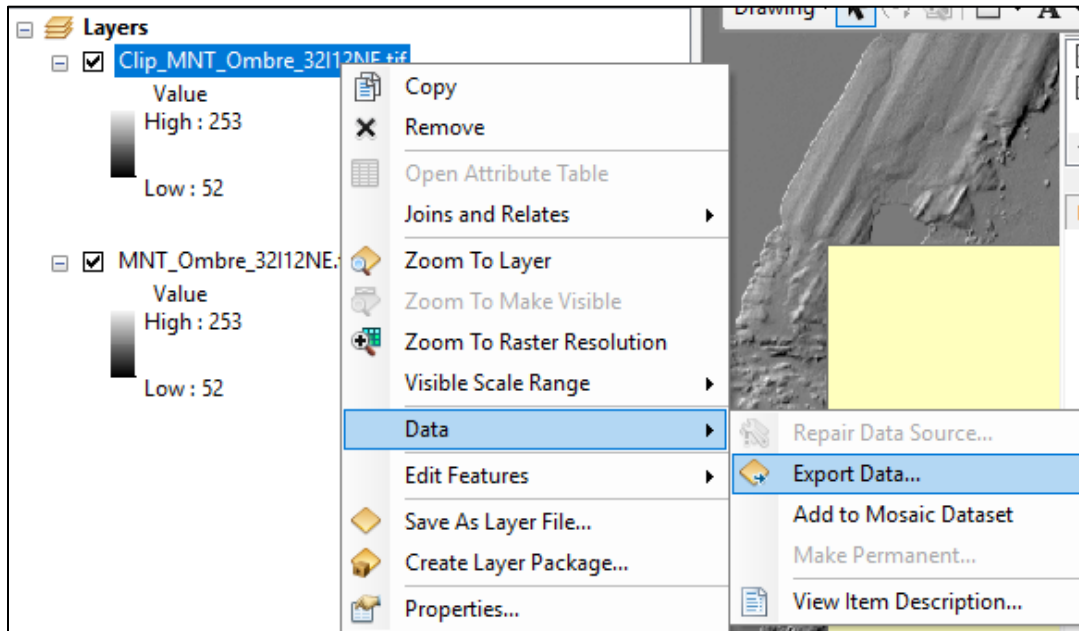 Layers
Clip_MNT_Ombre_32I12NE.tif
Value
High : 253
Low : 52
MNT_Ombre_32I12NE.
Value
High : 253
Low : 52
Drawing
A
Copy
Remove
Open Attribute Table
Joins and Relates
Zoom To Layer
Zoom To Make Visible
Zoom To Raster Resolution
Visible Scale Range
Data
Edit Features
Save As Layer File...
Create Layer Package...
Properties...
Repair Data Source...
Export Data...
Add to Mosaic Dataset
Make Permanent...
View Item Description...